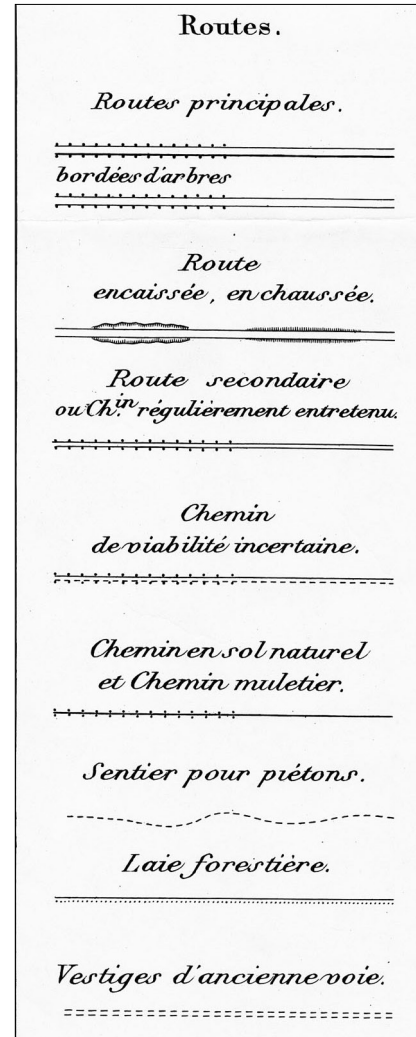 Routes.
Routes principales.
bordées d'arbres
Route
encaissée, en chaussée.
Route secondaire
ou Ch.in régulièrement entretenu.
Chemin
de viabilité incertaine.
Chemin en sol naturel
et Chemin muletier.
Sentier pour piétons.
Laie forestière.
Vestiges d'ancienne voie.